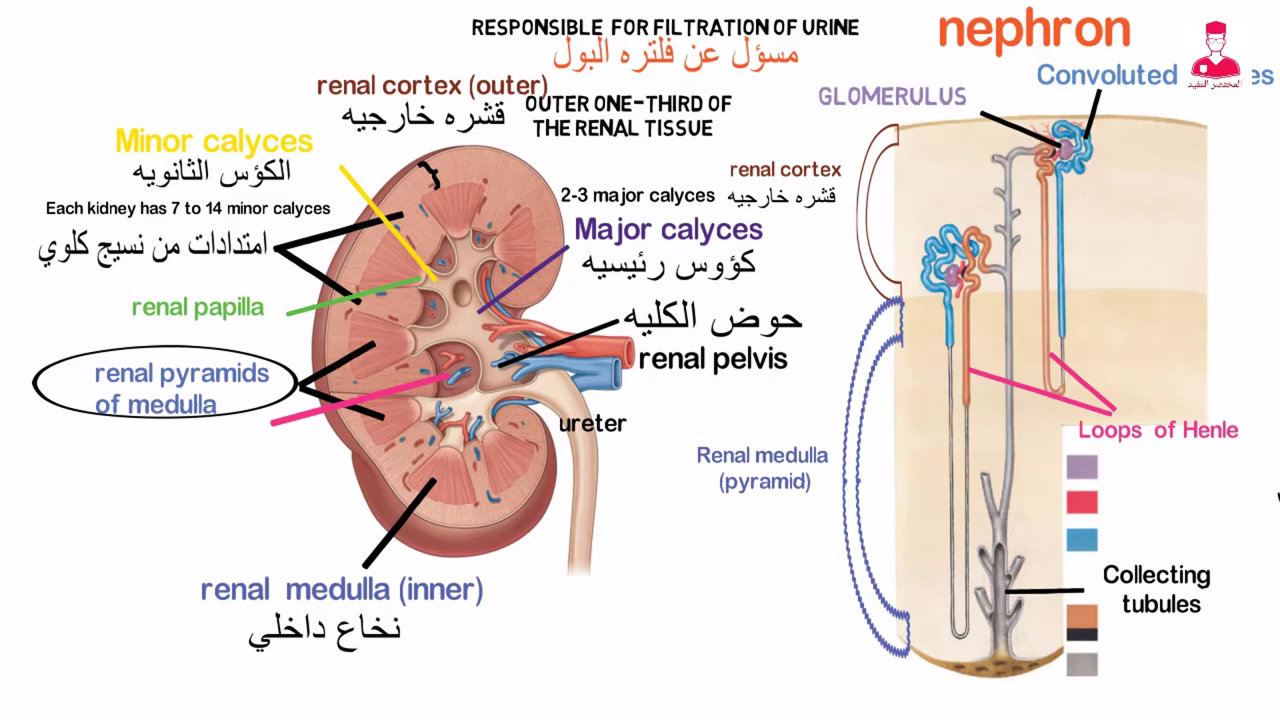 RESPONSIBLE FOR FILTRATION OF URINE
مسؤل عن فلتره البول
nephron
المختصر المفيد
Convoluted
es
renal cortex (outer)
قشره خارجيه
OUTER ONE-THIRD OF
THE RENAL TISSUE
GLOMERULUS
Minor calyces
الكؤس الثانويه
Each kidney has 7 to 14 minor calyces
امتدادات من نسيج كلوي
renal cortex
قشره خارجيه
2-3 major calyces
Major calyces
كؤوس رئيسيه
renal papilla
حوض الكليه
renal pelvis
renal pyramids
of medulla
ureter
Renal medulla
(pyramid)
Loops of Henle
Collecting
tubules
renal medulla (inner)
نخاع داخلي